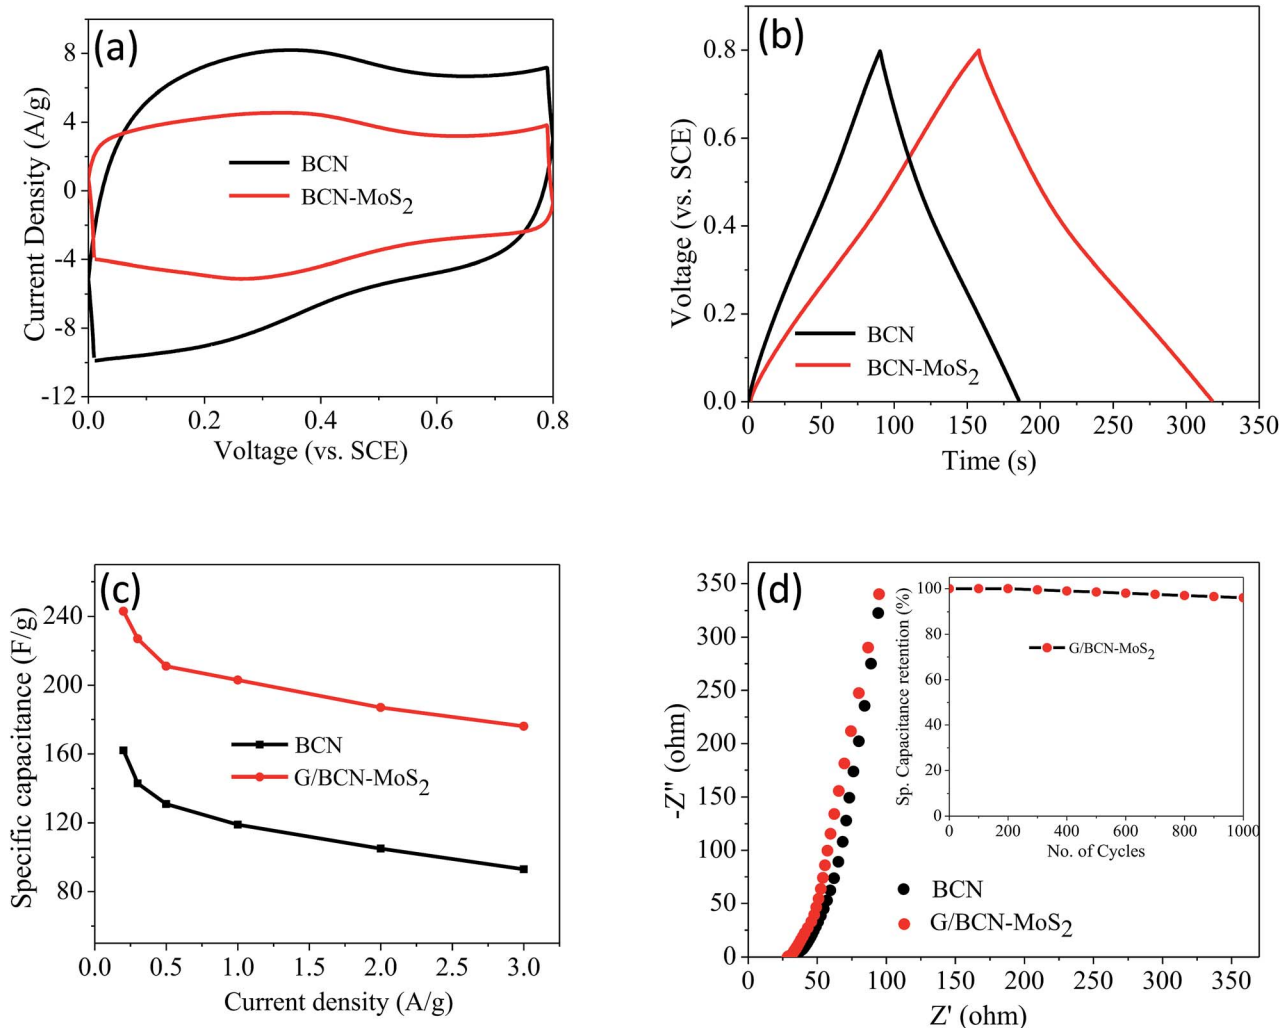 (a)
Current Density (A/g)
8
4
0
-4
-8
-12
BCN
BCN-MoS2
0.0 0.2 0.4 0.6 0.8
Voltage (vs. SCE)
(b)
Voltage (vs. SCE)
0.8
0.6
0.4
0.2
0.0
BCN
BCN-MoS2
0 50 100 150 200 250 300 350
Time (s)
(c)
Specific capacitance (F/g)
240
200
160
120
80
BCN
G/BCN-MoS2
0.0 0.5 1.0 1.5 2.0 2.5 3.0
Current density (A/g)
(d)
-Z" (ohm)
350
300
250
200
150
100
50
0
Sp. Capacitance retention (%)
100
80
60
40
20
0
G/BCN-MoS2
0 200 400 600 800 1000
No. of Cycles
BCN
G/BCN-MoS2
0 50 100 150 200 250 300 350
Z' (ohm)